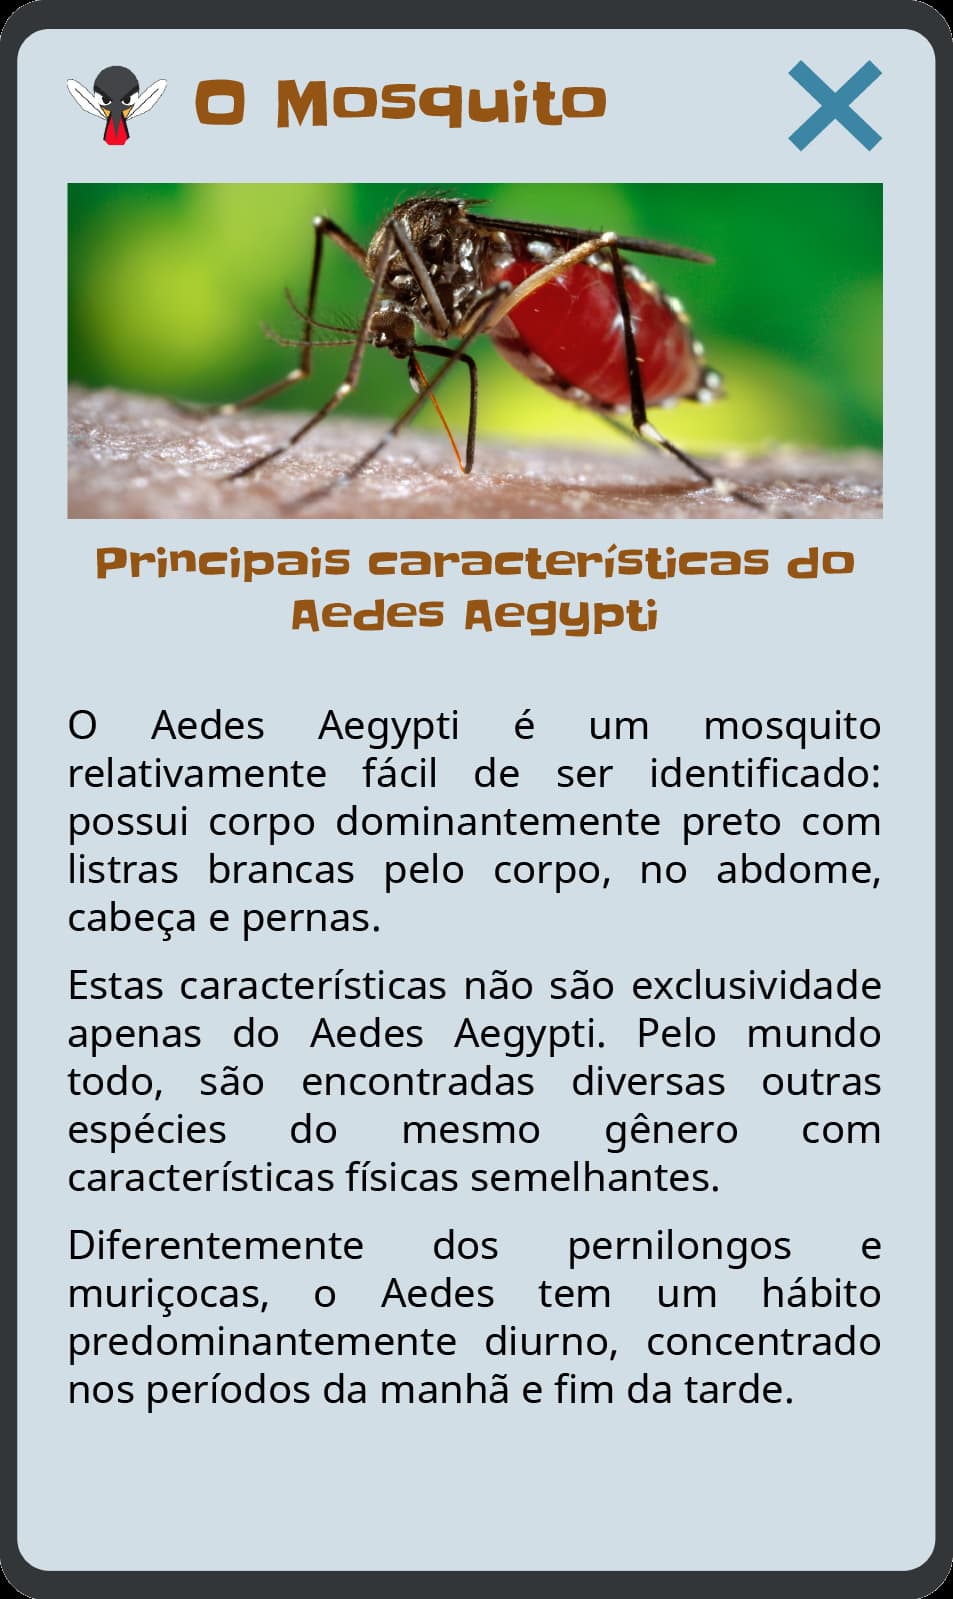 O Mosquito
Principais características do
Aedes Aegypti
O Aedes Aegypti é um mosquito
relativamente fácil de ser identificado:
possui corpo dominantemente preto com
listras brancas pelo corpo, no abdome,
cabeça e pernas.
Estas características não são exclusividade
apenas do Aedes Aegypti. Pelo mundo
todo, são encontradas diversas outras
espécies do mesmo gênero com
características físicas semelhantes.
Diferentemente dos pernilongos e
muriçocas, o Aedes tem um hábito
predominantemente diurno, concentrado
nos períodos da manhã e fim da tarde.